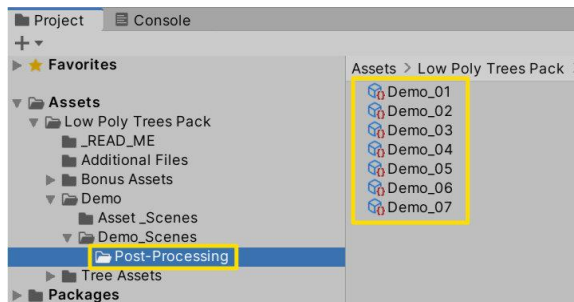 Project
Console
Favorites
Assets
Low Poly Trees Pack
_READ_ME
Additional Files
Bonus Assets
Demo
Asset _Scenes
Demo_Scenes
Post-Processing
Tree Assets
Packages
Assets > Low Poly Trees Pack >
Demo_01
Demo_02
Demo_03
Demo_04
Demo_05
Demo_06
Demo_07